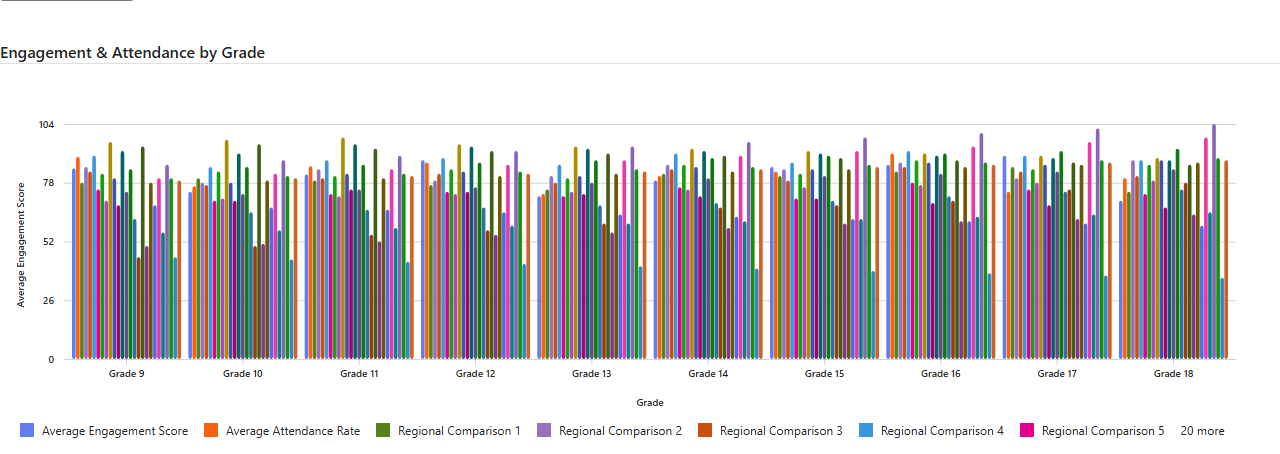 Engagement & Attendance by Grade
104
78
52
26
0
Average Engagement Score
Grade 9 Grade 10 Grade 11 Grade 12 Grade 13 Grade 14 Grade 15 Grade 16 Grade 17 Grade 18
Grade
Average Engagement Score Average Attendance Rate Regional Comparison 1 Regional Comparison 2 Regional Comparison 3 Regional Comparison 4 Regional Comparison 5 20 more